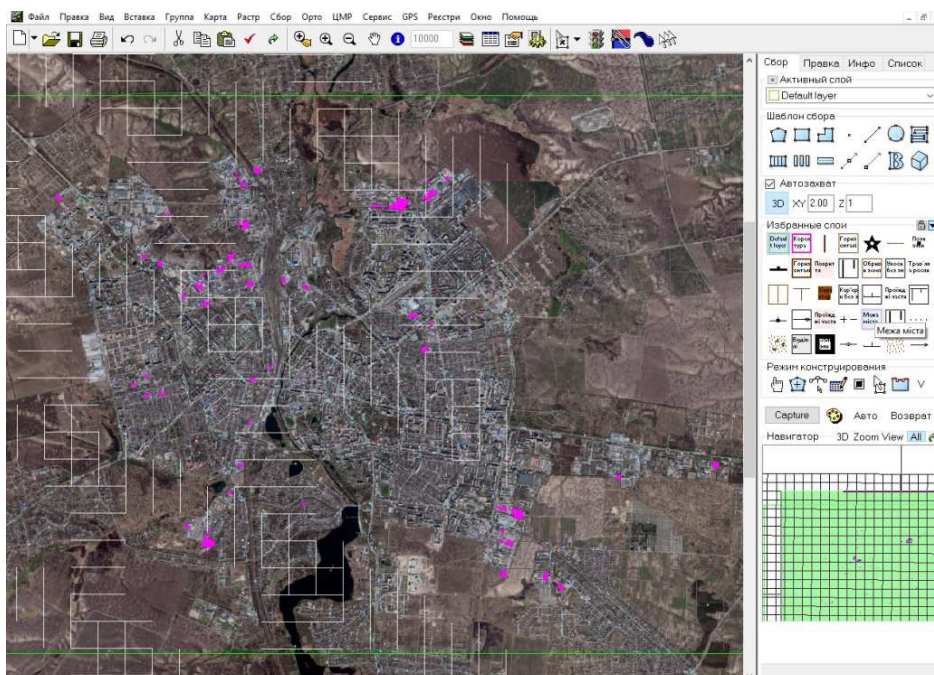 Файл Правка Вид Вставка Группа Карта Растр Сбор Орто ЦМР Сервис GPS Реєстри Окно Помощь
10000
Сбор Правка Инфо Список
Активный слой
Default layer
Шаблон сбора
Автозахват
3D XY 2.00 Z 1
Избранные слои
Межа міста
Режим конструирования
Capture Авто Возврат
Навигатор 3D Zoom View All